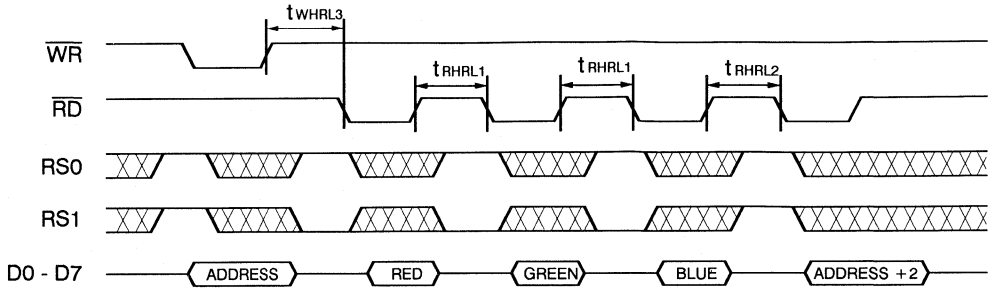 tWHRL3
WR
tRHRL1 tRHRL1 tRHRL2
RD
RS0
RS1
D0 - D7 ADDRESS RED GREEN BLUE ADDRESS +2